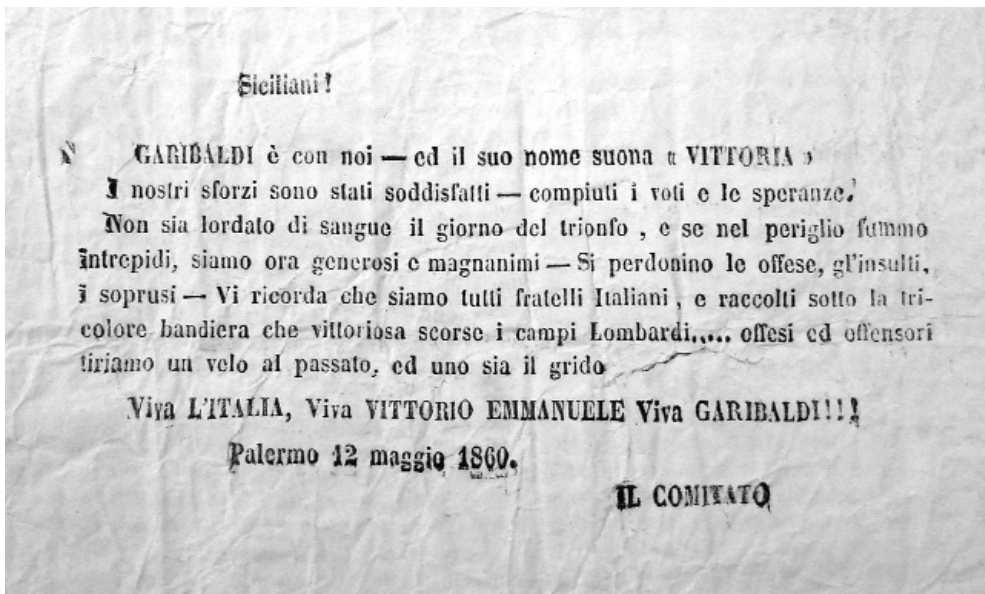 Siciliani!
GARIBALDI è con noi — ed il suo nome suona « VITTORIA »
I nostri sforzi sono stati soddisfatti — compiuti i voti e le speranze.
Non sia lordato di sangue il giorno del trionfo , e se nel periglio fummo
intrepidi, siamo ora generosi e magnanimi — Si perdonino le offese, gl'insulti,
i soprusi — Vi ricorda che siamo tutti fratelli Italiani , e raccolti sotto la tri-
colore bandiera che vittoriosa scorse i campi Lombardi..... offesi ed offensori
tiriamo un velo al passato, ed uno sia il grido
Viva L'ITALIA, Viva VITTORIO EMMANUELE Viva GARIBALDI!!!
Palermo 12 maggio 1860.
IL COMITATO